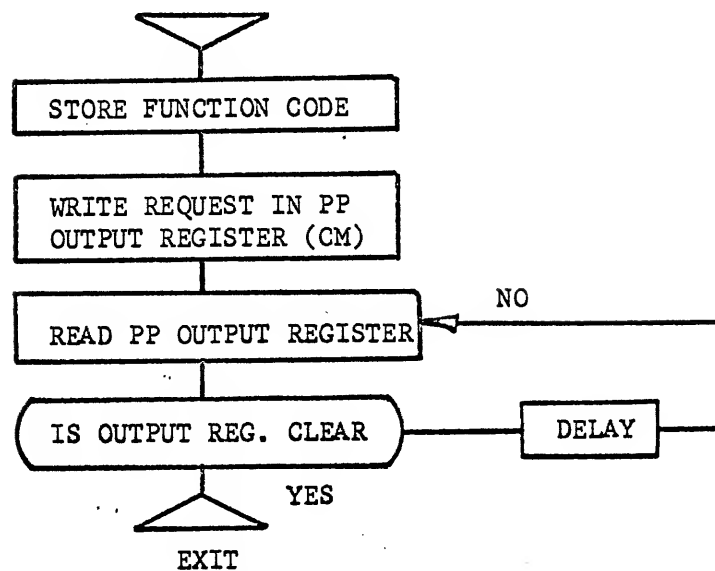 STORE FUNCTION CODE
WRITE REQUEST IN PP
OUTPUT REGISTER (CM)
NO
READ PP OUTPUT REGISTER
IS OUTPUT REG. CLEAR
DELAY
YES
EXIT